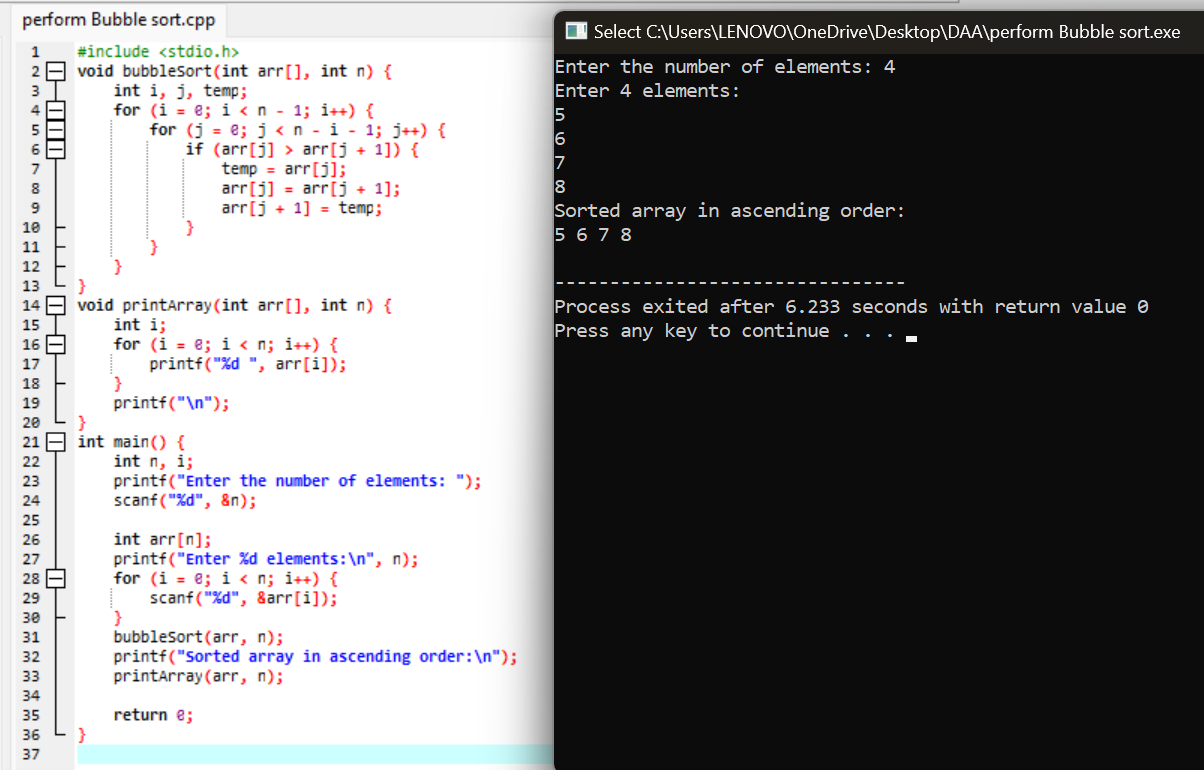 perform Bubble sort.cpp
1 #include <stdio.h>
2 void bubbleSort(int arr[], int n) {
3     int i, j, temp;
4     for (i = 0; i < n - 1; i++) {
5         for (j = 0; j < n - i - 1; j++) {
6             if (arr[j] > arr[j + 1]) {
7                 temp = arr[j];
8                 arr[j] = arr[j + 1];
9                 arr[j + 1] = temp;
10             }
11         }
12     }
13 }
14 void printArray(int arr[], int n) {
15     int i;
16     for (i = 0; i < n; i++) {
17         printf("%d ", arr[i]);
18     }
19     printf("\n");
20 }
21 int main() {
22     int n, i;
23     printf("Enter the number of elements: ");
24     scanf("%d", &n);
25
26     int arr[n];
27     printf("Enter %d elements:\n", n);
28     for (i = 0; i < n; i++) {
29         scanf("%d", &arr[i]);
30     }
31     bubbleSort(arr, n);
32     printf("Sorted array in ascending order:\n");
33     printArray(arr, n);
34
35     return 0;
36 }
37
Select C:\Users\LENOVO\OneDrive\Desktop\DAA\perform Bubble sort.exe
Enter the number of elements: 4
Enter 4 elements:
5
6
7
8
Sorted array in ascending order:
5 6 7 8
--------------------------------
Process exited after 6.233 seconds with return value 0
Press any key to continue . . .